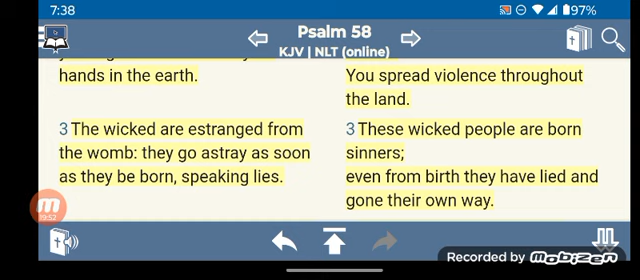 7:38
97%
Psalm 58
KJV | NLT (online)
hands in the earth.
3 The wicked are estranged from
the womb: they go astray as soon
as they be born, speaking lies.
You spread violence throughout
the land.
3 These wicked people are born
sinners;
even from birth they have lied and
gone their own way.
19:52
Recorded by mobizen